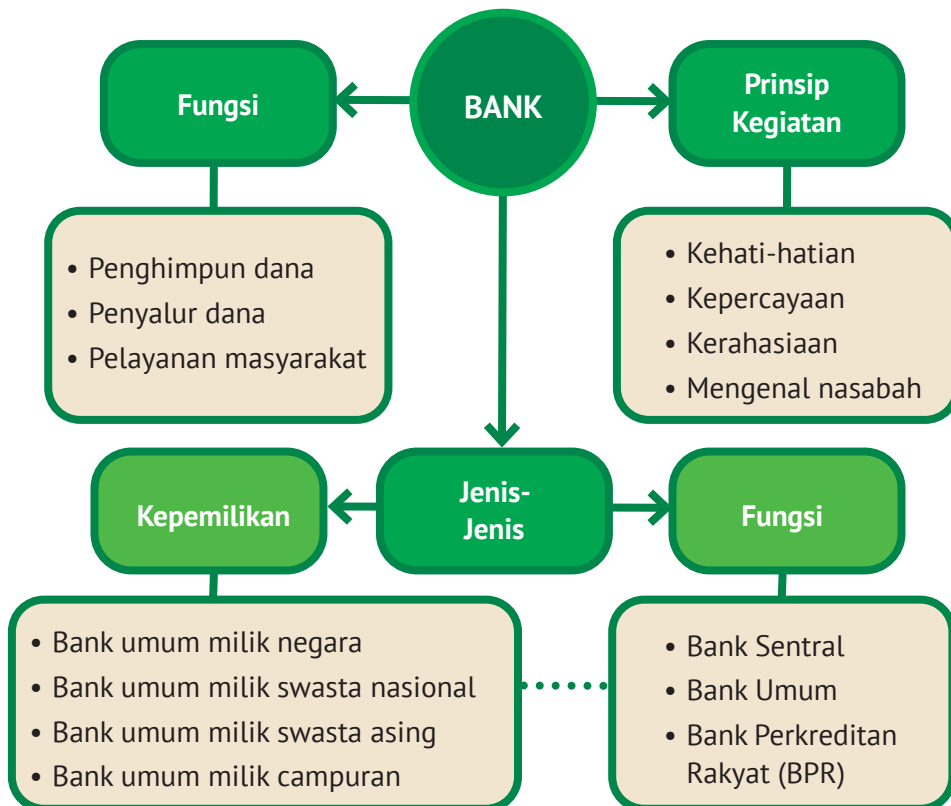 BANK
Fungsi
• Penghimpun dana
• Penyalur dana
• Pelayanan masyarakat
Prinsip
Kegiatan
• Kehati-hatian
• Kepercayaan
• Kerahasiaan
• Mengenal nasabah
Jenis-
Jenis
Kepemilikan
• Bank umum milik negara
• Bank umum milik swasta nasional
• Bank umum milik swasta asing
• Bank umum milik campuran
Fungsi
• Bank Sentral
• Bank Umum
• Bank Perkreditan
Rakyat (BPR)